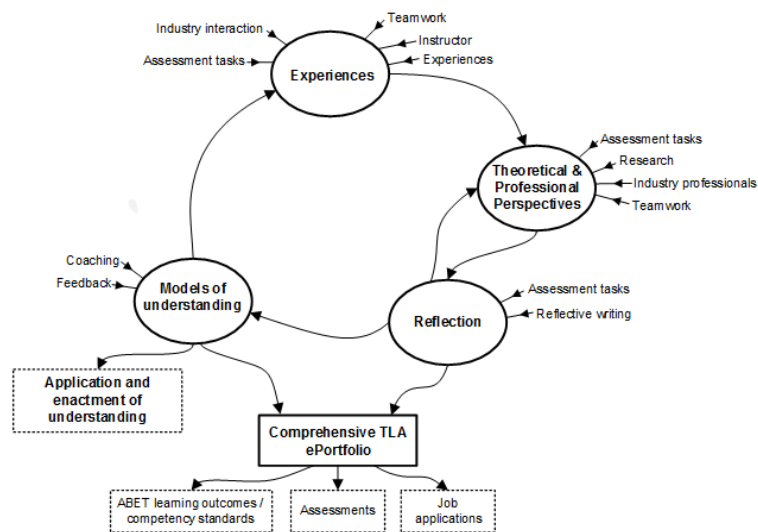 Teamwork
Industry interaction
Instructor
Assessment tasks
Experiences
Experiences
Assessment tasks
Research
Theoretical &
Professional
Perspectives
Industry professionals
Teamwork
Coaching
Feedback
Models of
understanding
Assessment tasks
Reflection
Reflective writing
Application and
enactment of
understanding
Comprehensive TLA
ePortfolio
ABET learning outcomes /
competency standards
Assessments
Job
applications